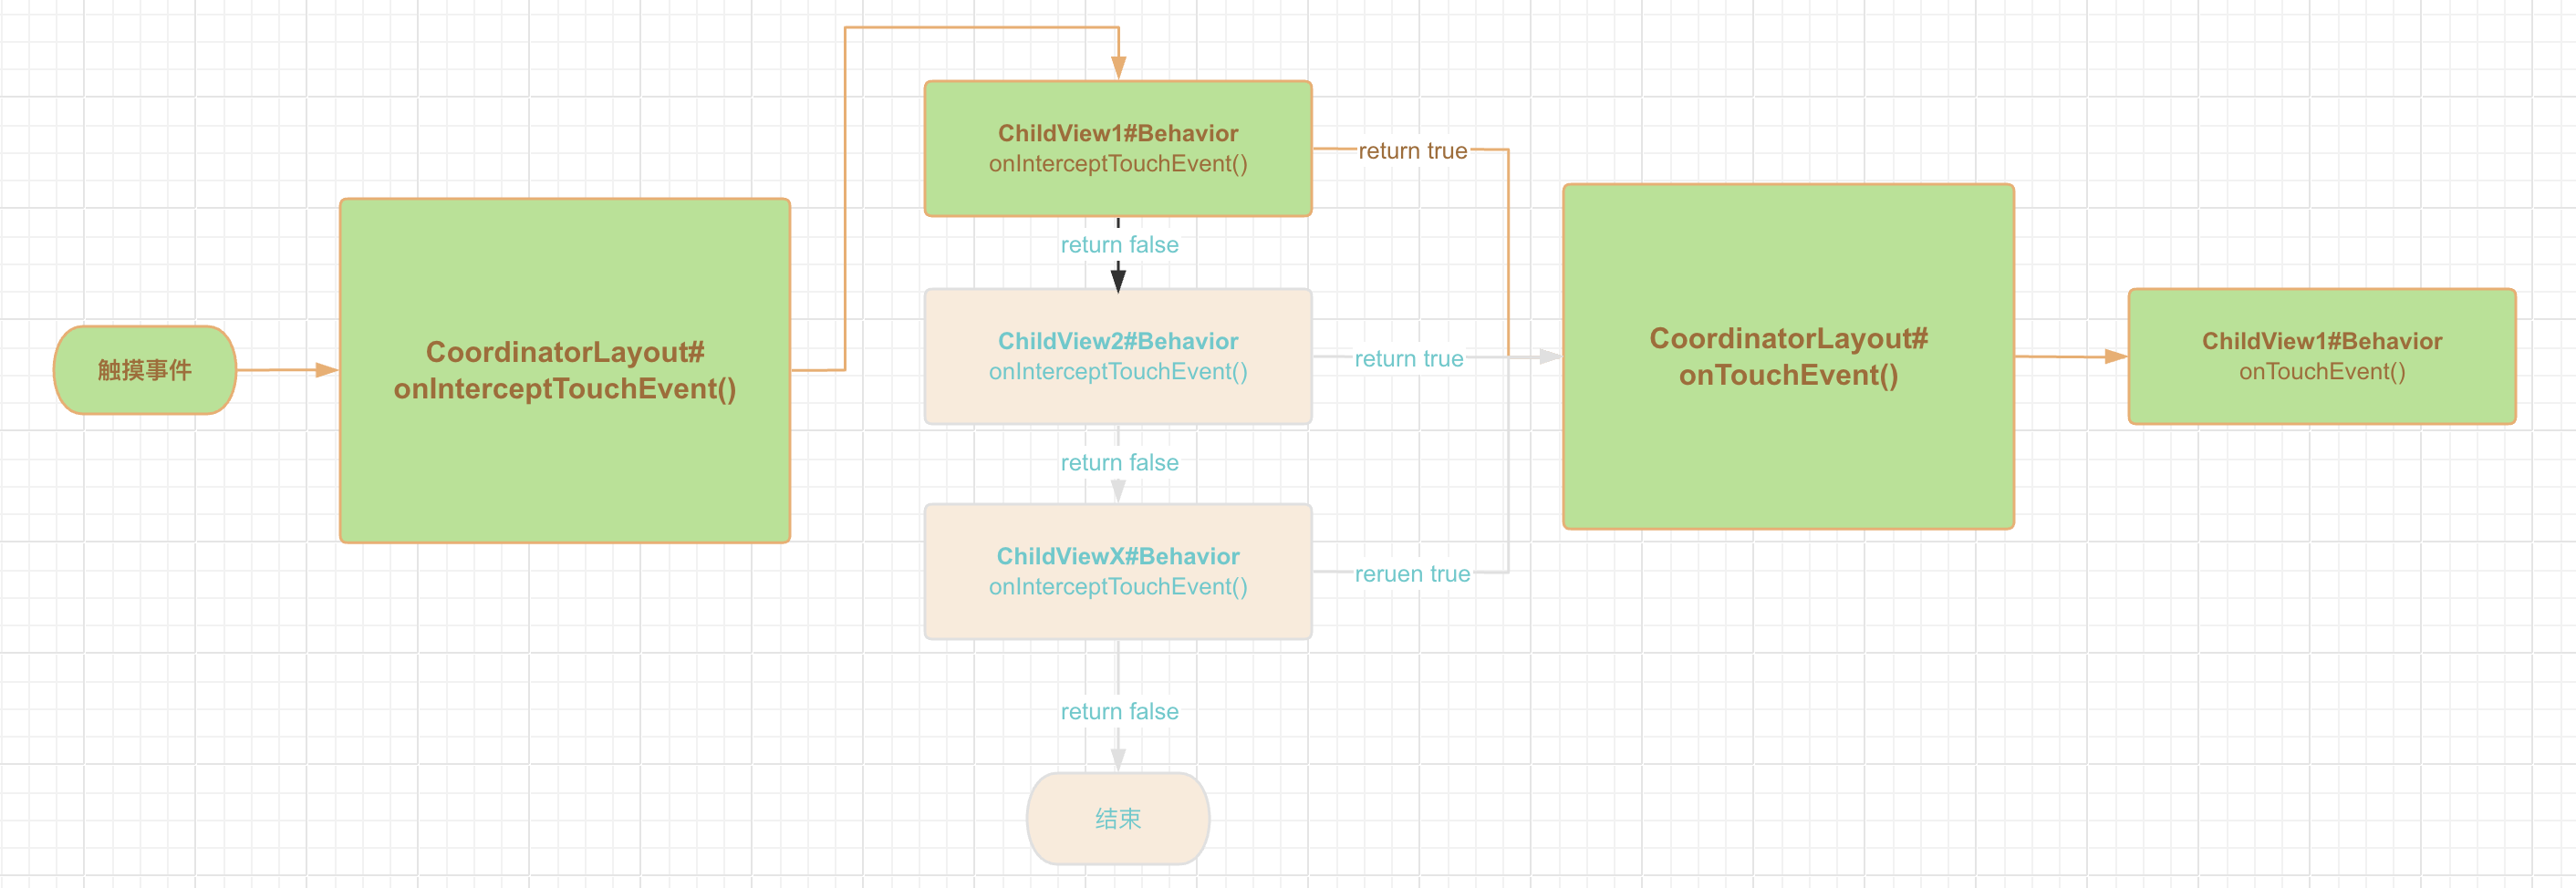 触摸事件
CoordinatorLayout#
onInterceptTouchEvent()
ChildView1#Behavior
onInterceptTouchEvent()
return true
return false
ChildView2#Behavior
onInterceptTouchEvent()
return true
return false
ChildViewX#Behavior
onInterceptTouchEvent()
reruen true
return false
结束
CoordinatorLayout#
onTouchEvent()
ChildView1#Behavior
onTouchEvent()